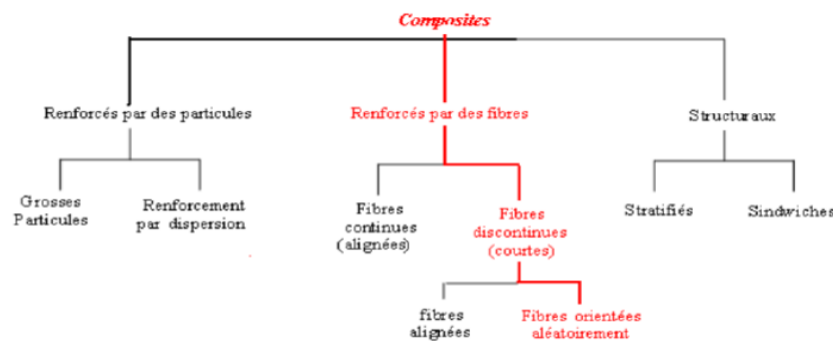 Composites
Renforcés par des particules
Renforcés par des fibres
Structuraux
Grosses
Particules
Renforcement
par dispersion
Fibres
continues
(alignées)
Fibres
discontinues
(courtes)
Stratifiés
Sindwiches
fibres
alignées
Fibres orientées
aléatoirement